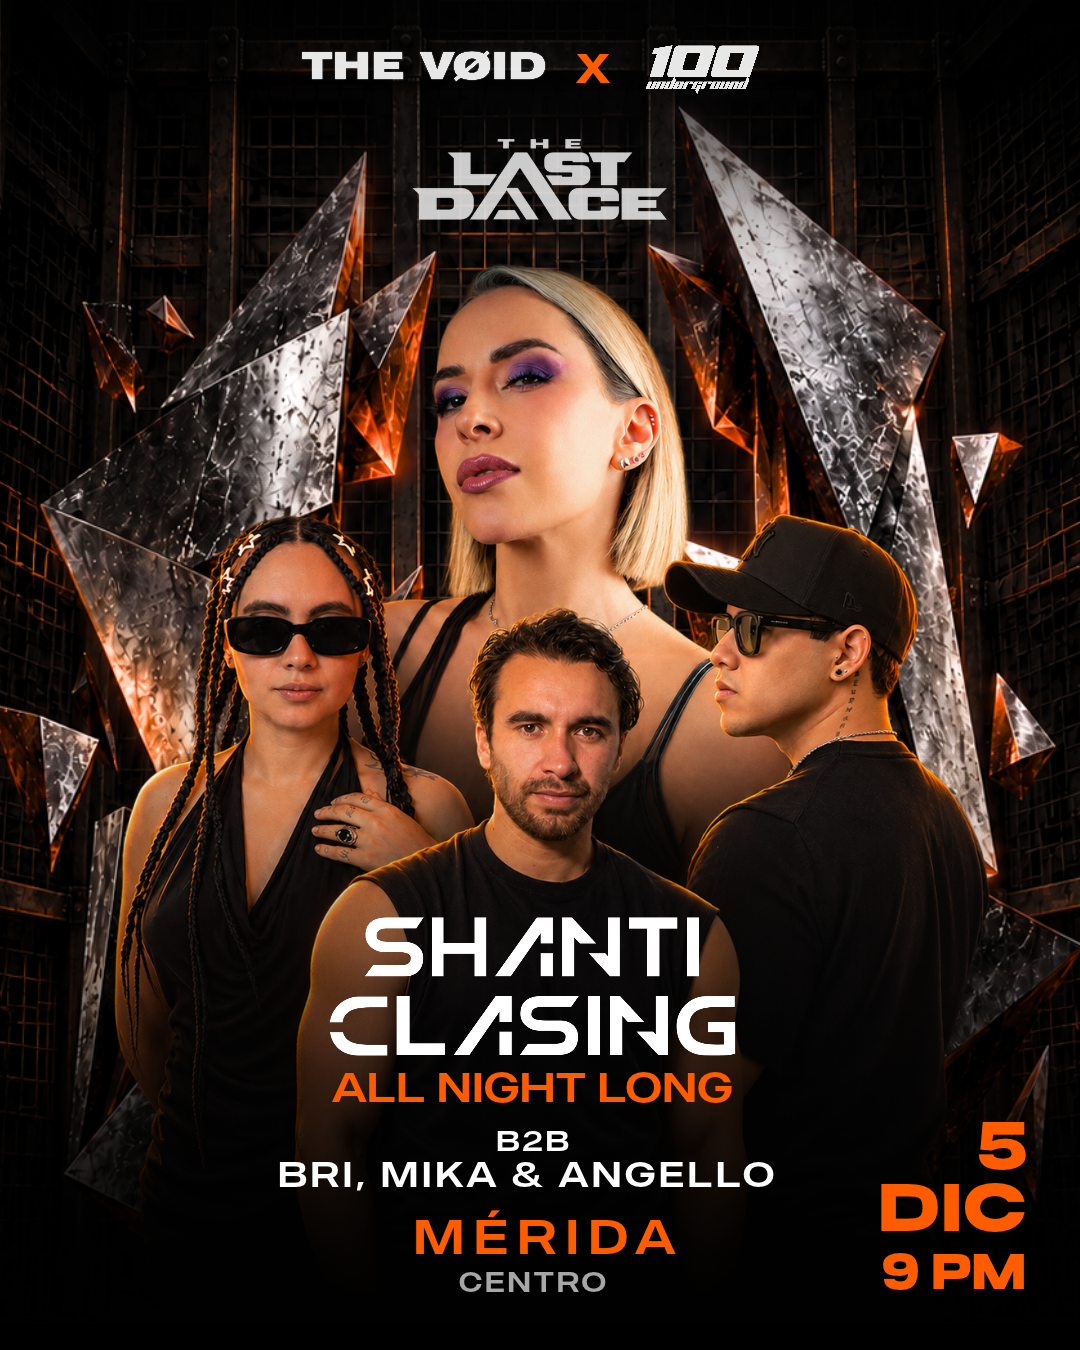 THE VØID X 100
underground
THE
LAST
DANCE
SHANTI
CLASING
ALL NIGHT LONG
B2B
BRI, MIKA & ANGELLO
MÉRIDA
CENTRO
5
DIC
9 PM